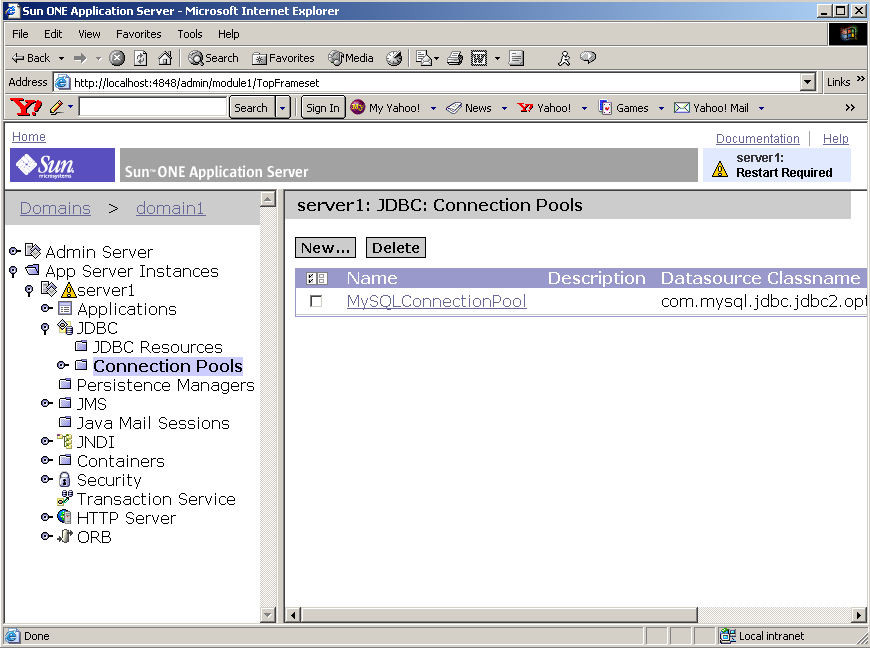 Sun ONE Application Server - Microsoft Internet Explorer
File Edit View Favorites Tools Help
Back Search Favorites Media
Address http://localhost:4848/admin/module1/TopFrameset Links »
Y! Search Sign In My Yahoo! News Yahoo! Games Yahoo! Mail »
Home Documentation | Help
Sun microsystems
Sun™ ONE Application Server
server1:
Restart Required
Domains > domain1
Admin Server
App Server Instances
server1
Applications
JDBC
JDBC Resources
Connection Pools
Persistence Managers
JMS
Java Mail Sessions
JNDI
Containers
Security
Transaction Service
HTTP Server
ORB
server1: JDBC: Connection Pools
New... Delete
Name Description Datasource Classname
MySQLConnectionPool com.mysql.jdbc.jdbc2.opt
Done Local intranet